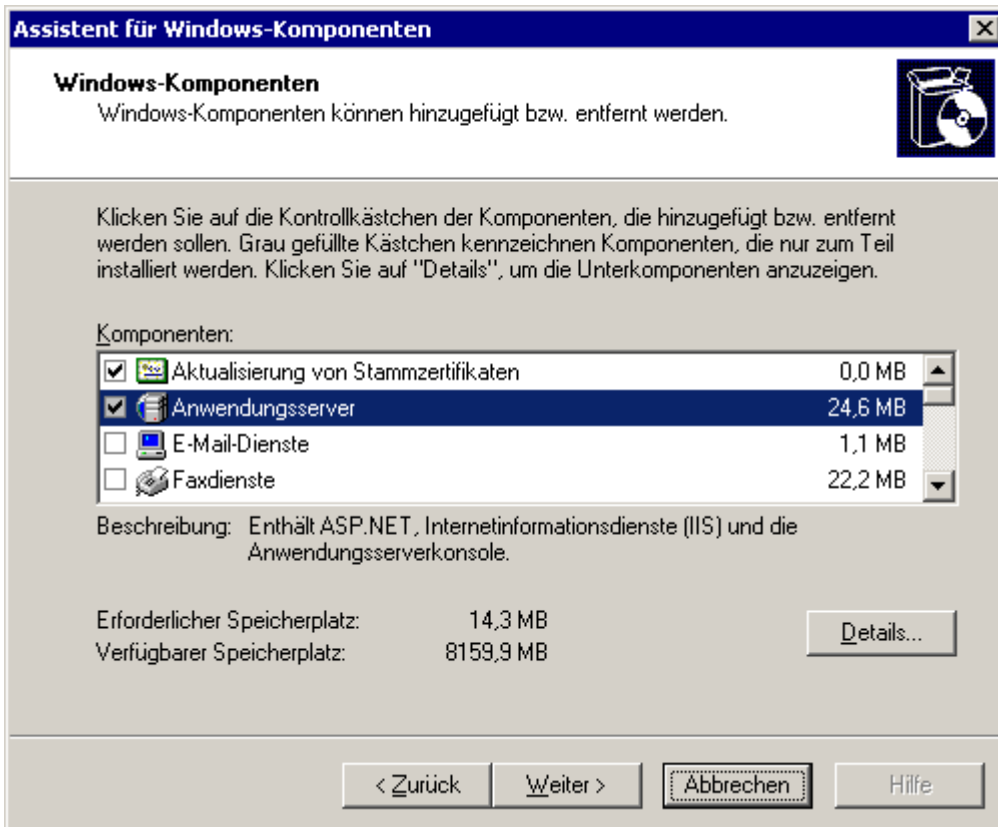 Assistent für Windows-Komponenten
Windows-Komponenten
Windows-Komponenten können hinzugefügt bzw. entfernt werden.
Klicken Sie auf die Kontrollkästchen der Komponenten, die hinzugefügt bzw. entfernt
werden sollen. Grau gefüllte Kästchen kennzeichnen Komponenten, die nur zum Teil
installiert werden. Klicken Sie auf "Details", um die Unterkomponenten anzuzeigen.
Komponenten:
Aktualisierung von Stammzertifikaten 0,0 MB
Anwendungsserver 24,6 MB
E-Mail-Dienste 1,1 MB
Faxdienste 22,2 MB
Beschreibung: Enthält ASP.NET, Internetinformationsdienste (IIS) und die
Anwendungsserverkonsole.
Erforderlicher Speicherplatz: 14,3 MB
Verfügbarer Speicherplatz: 8159,9 MB
Details...
< Zurück Weiter > Abbrechen Hilfe